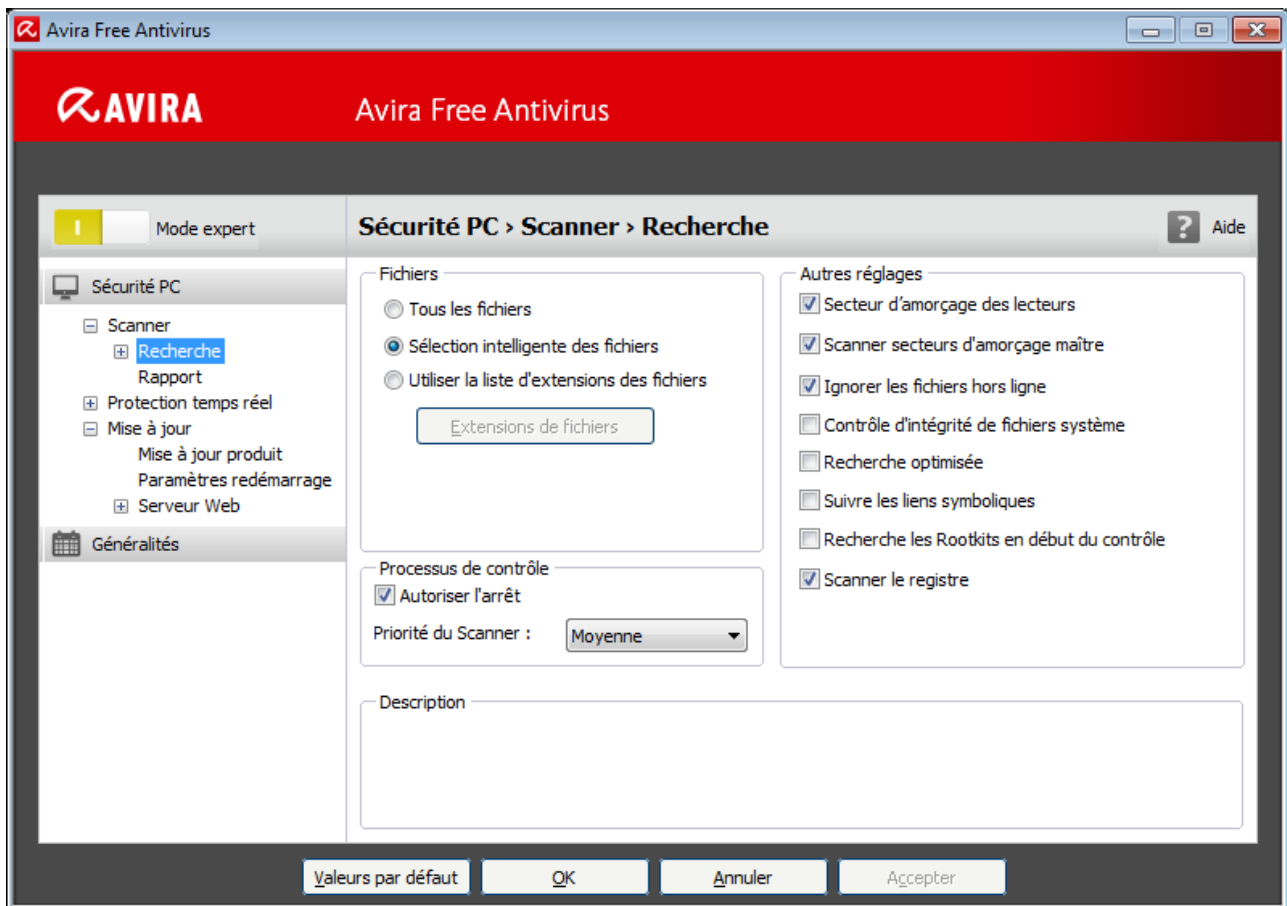 Avira Free Antivirus
AVIRA
Avira Free Antivirus
Mode expert
Sécurité PC › Scanner › Recherche
? Aide
Sécurité PC
Scanner
Recherche
Rapport
Protection temps réel
Mise à jour
Mise à jour produit
Paramètres redémarrage
Serveur Web
Généralités
Fichiers
Tous les fichiers
Sélection intelligente des fichiers
Utiliser la liste d'extensions des fichiers
Extensions de fichiers
Processus de contrôle
Autoriser l'arrêt
Priorité du Scanner : Moyenne
Autres réglages
Secteur d'amorçage des lecteurs
Scanner secteurs d'amorçage maître
Ignorer les fichiers hors ligne
Contrôle d'intégrité de fichiers système
Recherche optimisée
Suivre les liens symboliques
Recherche les Rootkits en début du contrôle
Scanner le registre
Description
Valeurs par défaut
OK
Annuler
Accepter